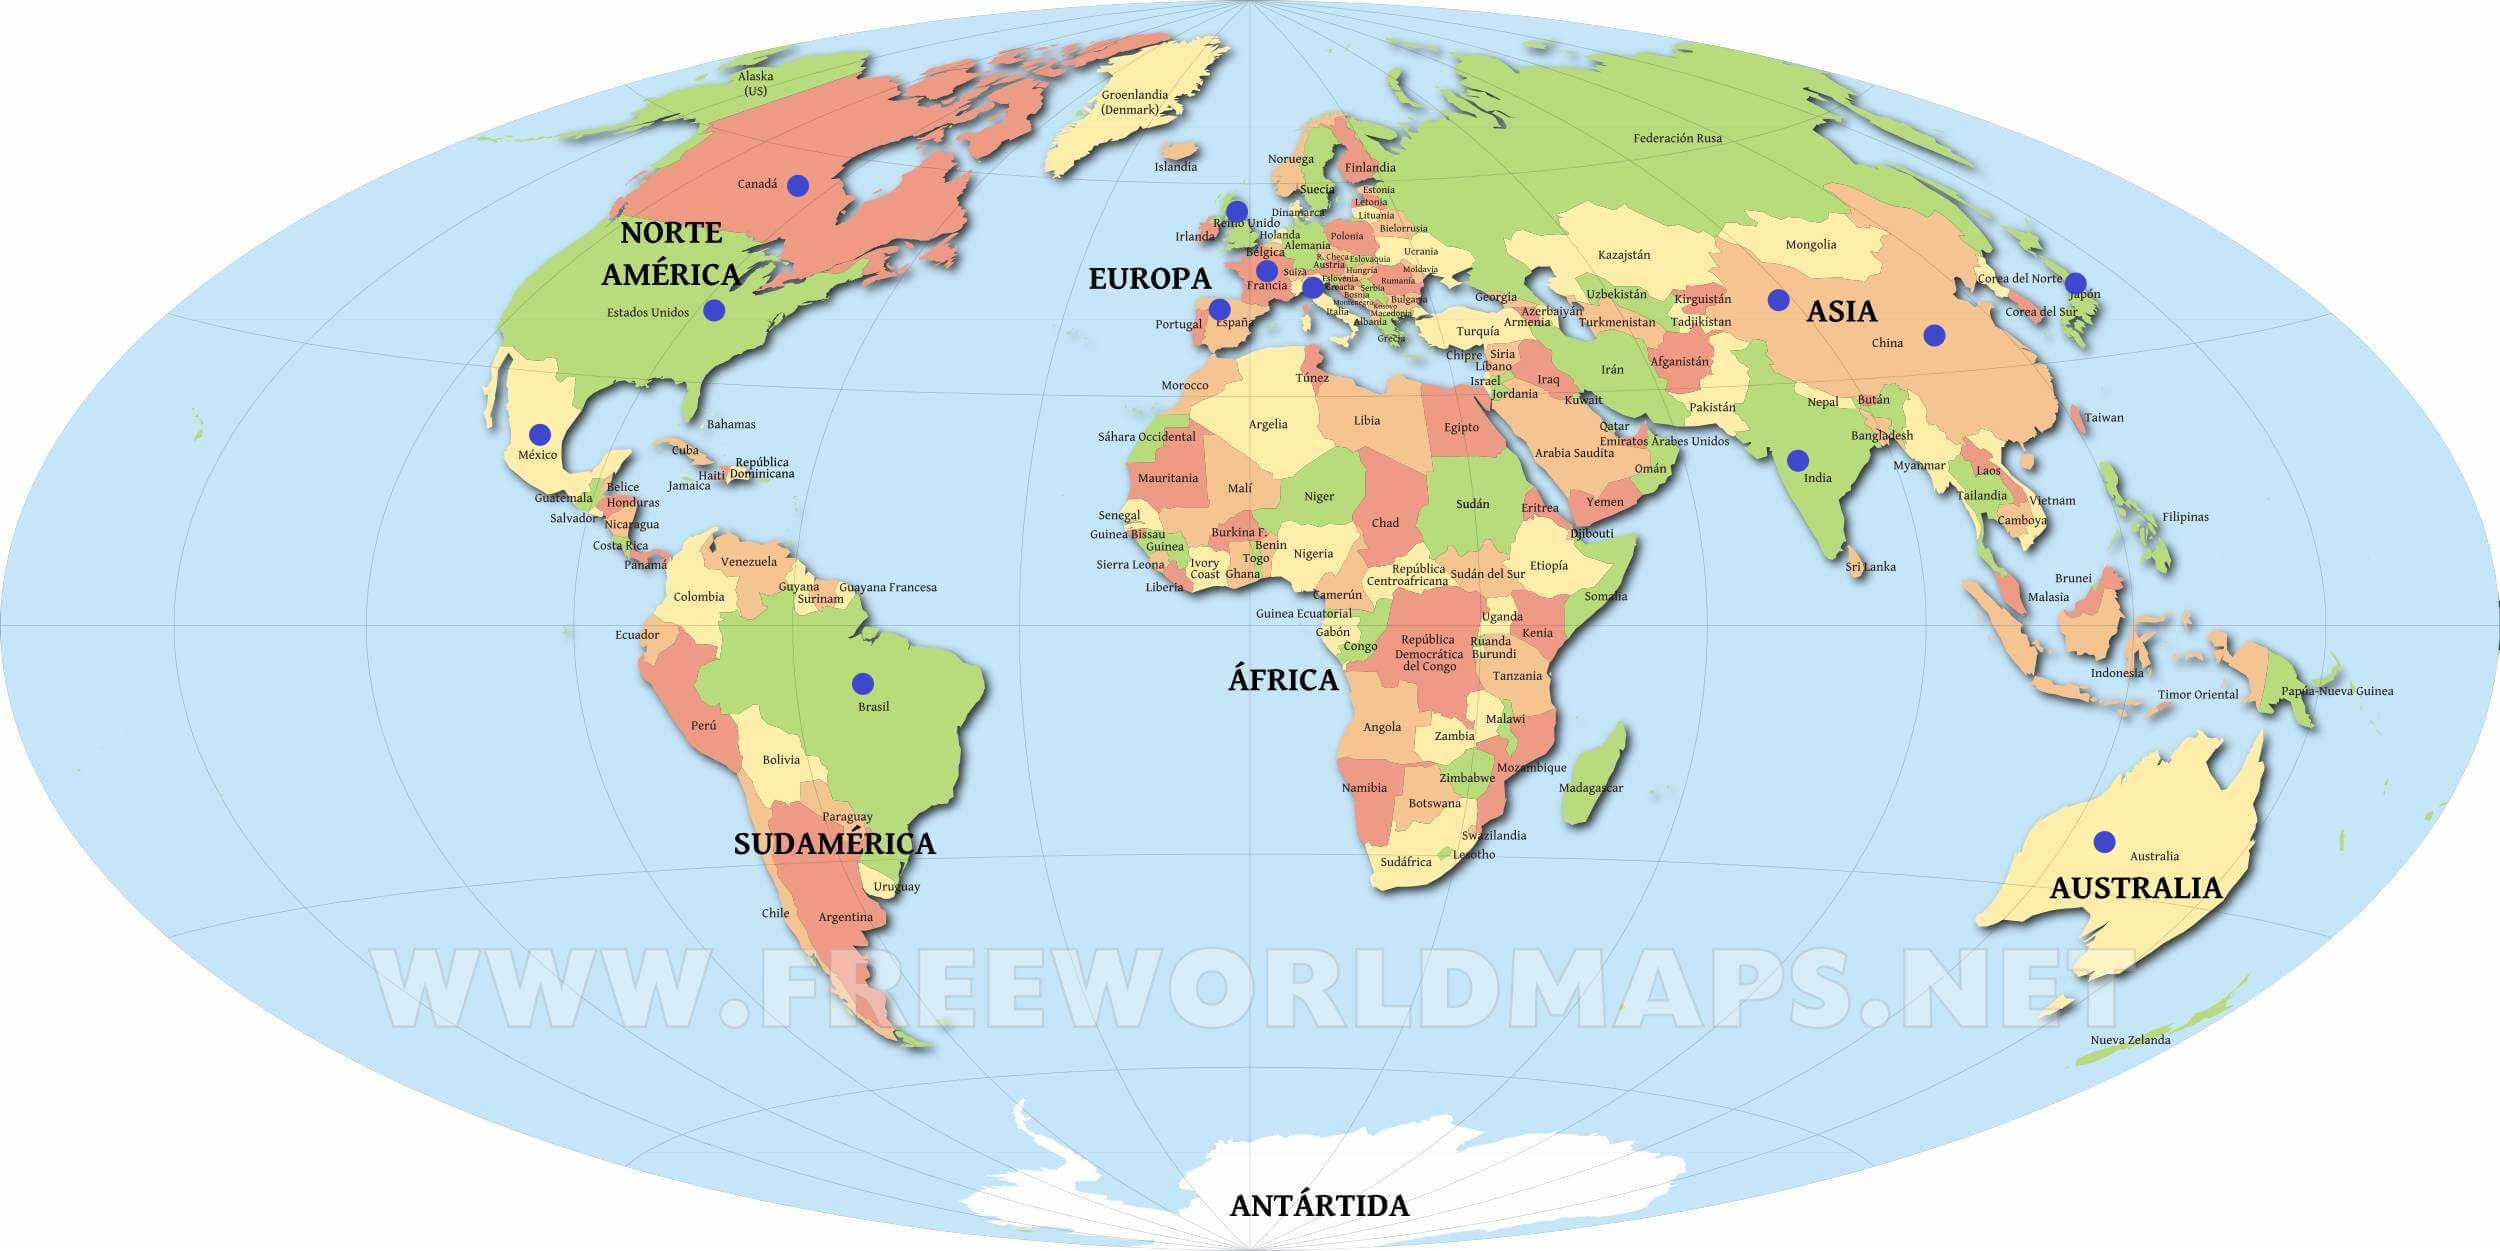 Alaska
(US)
Groenlandia
(Denmark)
Federación Rusa
Islandia
Noruega
Finlandia
Suecia
Estonia
Letonia
Lituania
Dinamarca
Canadá
NORTE
AMÉRICA
Reino Unido
Irlanda
Holanda
Bielorrusia
Polonia
Alemania
Bélgica
Ucrania
R. Checa
Eslovaquia
Austria
Hungría
Moldavia
Suiza
Eslovenia
Rumanía
EUROPA
Francia
Croacia
Serbia
Bosnia
Montenegro
Kosovo
Bulgaria
Italia
Macedonia
Albania
Portugal
España
Grecia
Kazajstán
Mongolia
Corea del Norte
Japón
Corea del Sur
Uzbekistán
Kirguistán
Georgia
Azerbaiyán
Armenia
Turkmenistan
Tadjikistan
ASIA
Estados Unidos
Turquía
China
Chipre
Siria
Líbano
Israel
Jordania
Iraq
Irán
Afganistán
Kuwait
Pakistán
Nepal
Bután
Taiwan
Morocco
Túnez
Argelia
Libia
Egipto
Qatar
Emiratos Arabes Unidos
Bangladesh
Sáhara Occidental
Arabia Saudita
Omán
Myanmar
Laos
India
Bahamas
México
Cuba
República
Dominicana
Haiti
Jamaica
Belice
Guatemala
Honduras
Salvador
Nicaragua
Costa Rica
Panamá
Mauritania
Malí
Niger
Chad
Sudán
Eritrea
Yemen
Djibouti
Tailandia
Vietnam
Camboya
Filipinas
Senegal
Guinea Bissau
Guinea
Burkina F.
Benin
Togo
Nigeria
Sierra Leona
Liberia
Ivory
Coast
Ghana
Camerún
República
Centroafricana
Sudán del Sur
Etiopía
Somalia
Sri Lanka
Brunei
Malasia
Venezuela
Guyana
Surinam
Guayana Francesa
Colombia
Ecuador
Guinea Ecuatorial
Gabón
Congo
República
Democrática
del Congo
Uganda
Kenia
Ruanda
Burundi
Tanzania
ÁFRICA
Indonesia
Timor Oriental
Papúa-Nueva Guinea
Brasil
Perú
Bolivia
Paraguay
Angola
Zambia
Malawi
Mozambique
Zimbabwe
Namibia
Botswana
Madagascar
Swazilandia
Lesotho
Sudáfrica
SUDAMÉRICA
Uruguay
Chile
Argentina
Australia
AUSTRALIA
Nueva Zelanda
WWW.FREEWORLDMAPS.NET
ANTÁRTIDA